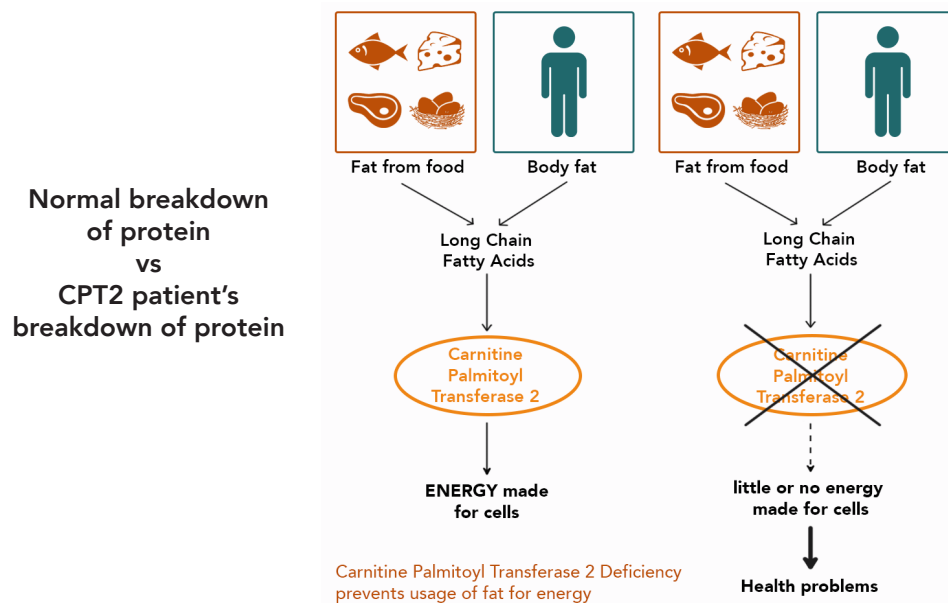 Normal breakdown
of protein
vs
CPT2 patient's
breakdown of protein
Fat from food
Body fat
Long Chain
Fatty Acids
Carnitine
Palmitoyl
Transferase 2
ENERGY made
for cells
Fat from food
Body fat
Long Chain
Fatty Acids
Carnitine
Palmitoyl
Transferase 2
little or no energy
made for cells
Health problems
Carnitine Palmitoyl Transferase 2 Deficiency
prevents usage of fat for energy